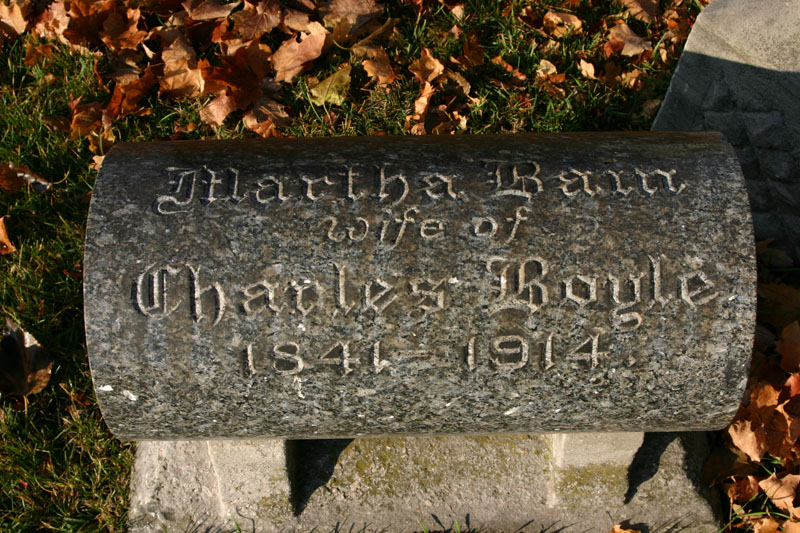 Martha Bain
wife of
Charles Boyle
1841 - 1914.